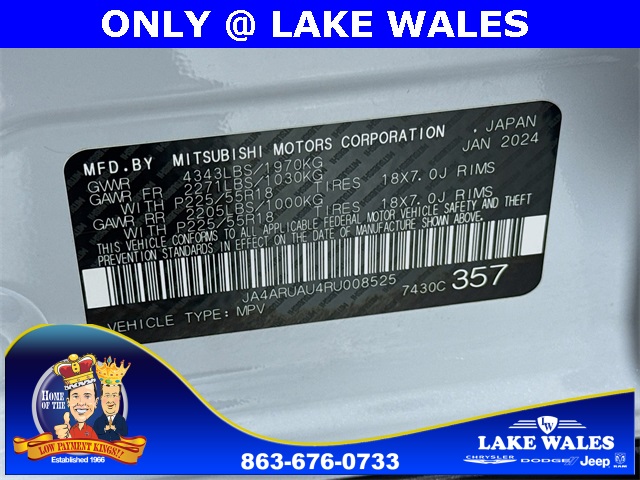 ONLY @ LAKE WALES
MFD.BY MITSUBISHI MOTORS CORPORATION . JAPAN
JAN 2024
GVWR 4343LBS/1970KG
GAWR FR 2271LBS/1030KG
WITH P225/55R18 TIRES 18X7.0J RIMS
GAWR RR 2205LBS/1000KG
WITH P225/55R18 TIRES 18X7.0J RIMS
THIS VEHICLE CONFORMS TO ALL APPLICABLE FEDERAL MOTOR VEHICLE SAFETY AND THEFT
PREVENTION STANDARDS IN EFFECT ON THE DATE OF MANUFACTURE SHOWN ABOVE.
JA4ARUAU4RU008525 7430C 357
VEHICLE TYPE: MPV
HOME
OF THE
LOW PAYMENT KINGS!!
Established 1966
863-676-0733
LW
LAKE WALES
CHRYSLER DODGE Jeep RAM